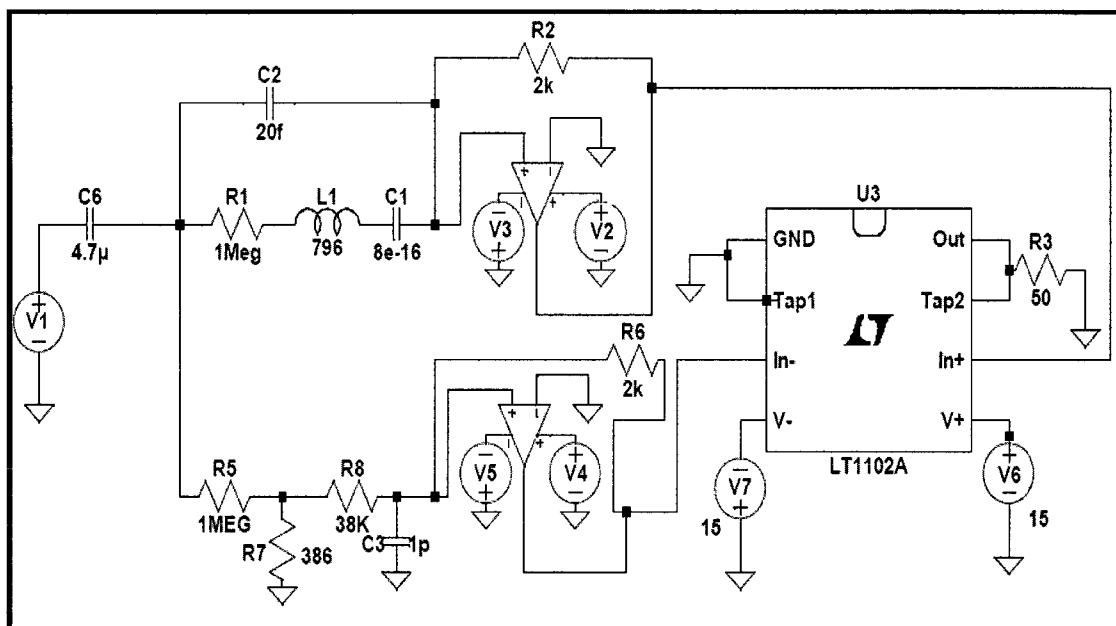 R2
2k
C2
20f
C6
4.7µ
R1
1Meg
L1
796
C1
8e-16
+
V3
-
+
+
V2
-
V1
+
-
U3
GND
Out
R3
50
Tap1
Tap2
In-
In+
V-
V+
LT1102A
R6
2k
R5
1MEG
R8
38K
C3
1p
R7
386
-
V5
+
+
V4
-
-
V7
+
15
+
V6
-
15